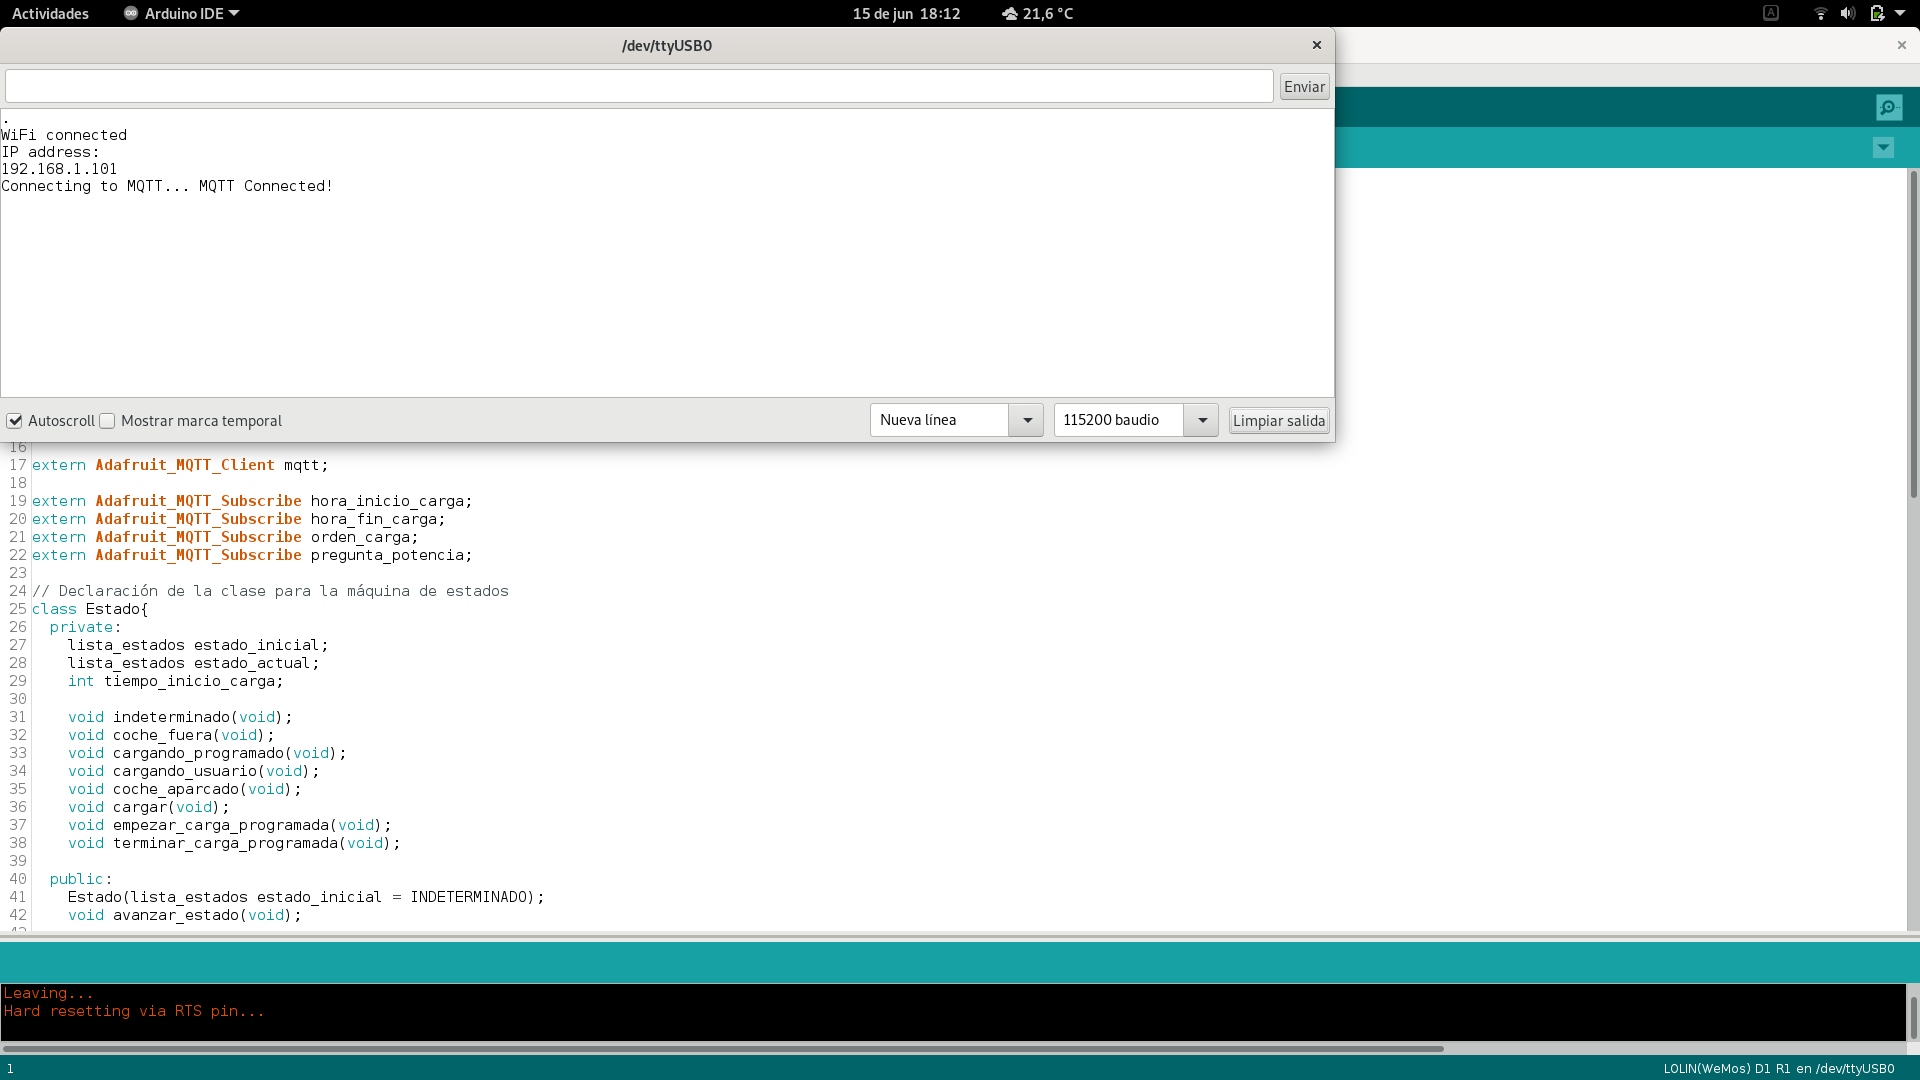 Actividades Arduino IDE 15 de jun 18:12 21,6 °C A
/dev/ttyUSB0
Enviar
.
WiFi connected
IP address:
192.168.1.101
Connecting to MQTT... MQTT Connected!
Autoscroll Mostrar marca temporal Nueva línea 115200 baudio Limpiar salida
16
17 extern Adafruit_MQTT_Client mqtt;
18
19 extern Adafruit_MQTT_Subscribe hora_inicio_carga;
20 extern Adafruit_MQTT_Subscribe hora_fin_carga;
21 extern Adafruit_MQTT_Subscribe orden_carga;
22 extern Adafruit_MQTT_Subscribe pregunta_potencia;
23
24 // Declaración de la clase para la máquina de estados
25 class Estado{
26 private:
27 lista_estados estado_inicial;
28 lista_estados estado_actual;
29 int tiempo_inicio_carga;
30
31 void indeterminado(void);
32 void coche_fuera(void);
33 void cargando_programado(void);
34 void cargando_usuario(void);
35 void coche_aparcado(void);
36 void cargar(void);
37 void empezar_carga_programada(void);
38 void terminar_carga_programada(void);
39
40 public:
41 Estado(lista_estados estado_inicial = INDETERMINADO);
42 void avanzar_estado(void);
Leaving...
Hard resetting via RTS pin...
1 LOLIN(WeMos) D1 R1 en /dev/ttyUSB0